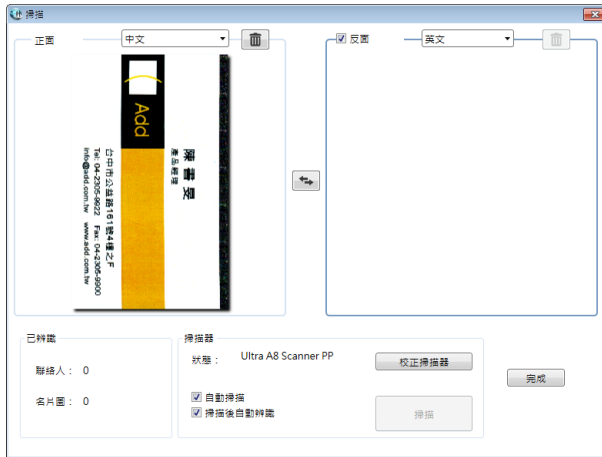 掃描
正面
中文
反面
英文
Add
陳書旻
產品經理
台中市公益路161號4樓之F
Tel: 04-2305-9922 Fax: 04-2305-9900
info@add.com.tw www.add.com.tw
已辨識
聯絡人： 0
名片圖： 0
掃描器
狀態： Ultra A8 Scanner PP
校正掃描器
自動掃描
掃描後自動辨識
掃描
完成